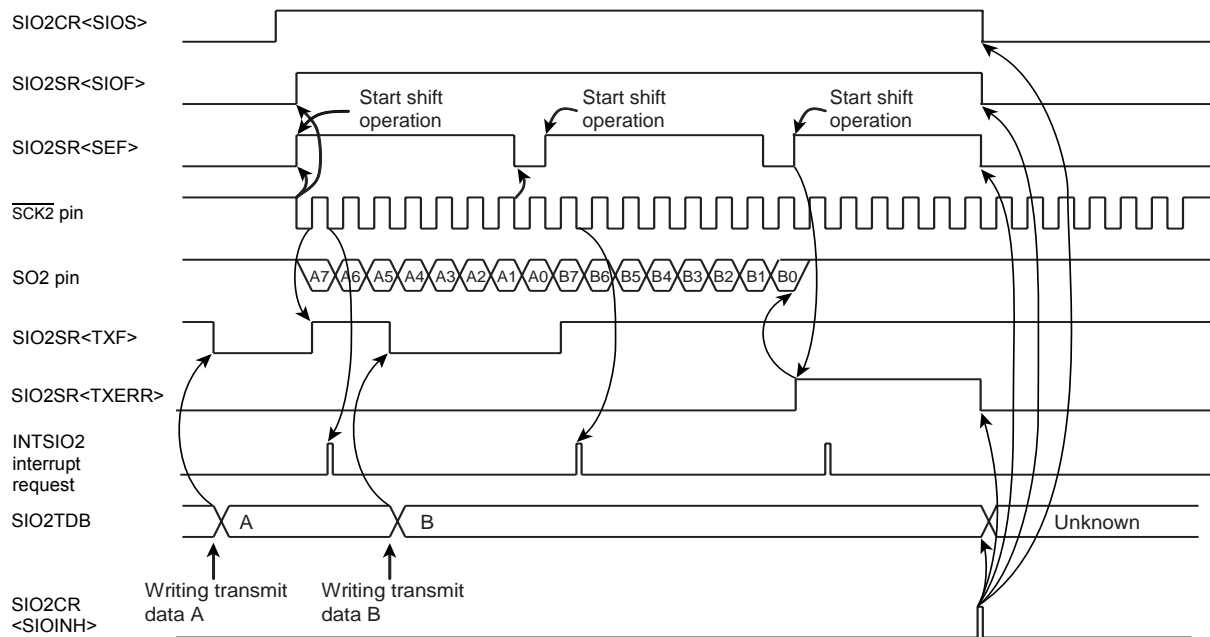 SIO2CR<SIOS>
SIO2SR<SIOF>
Start shift
operation
Start shift
operation
Start shift
operation
SIO2SR<SEF>
SCK2 pin
SO2 pin
A7 A6 A5 A4 A3 A2 A1 A0 B7 B6 B5 B4 B3 B2 B1 B0
SIO2SR<TXF>
SIO2SR<TXERR>
INTSIO2
interrupt
request
SIO2TDB
A
B
Unknown
Writing transmit
data A
Writing transmit
data B
SIO2CR
<SIOINH>